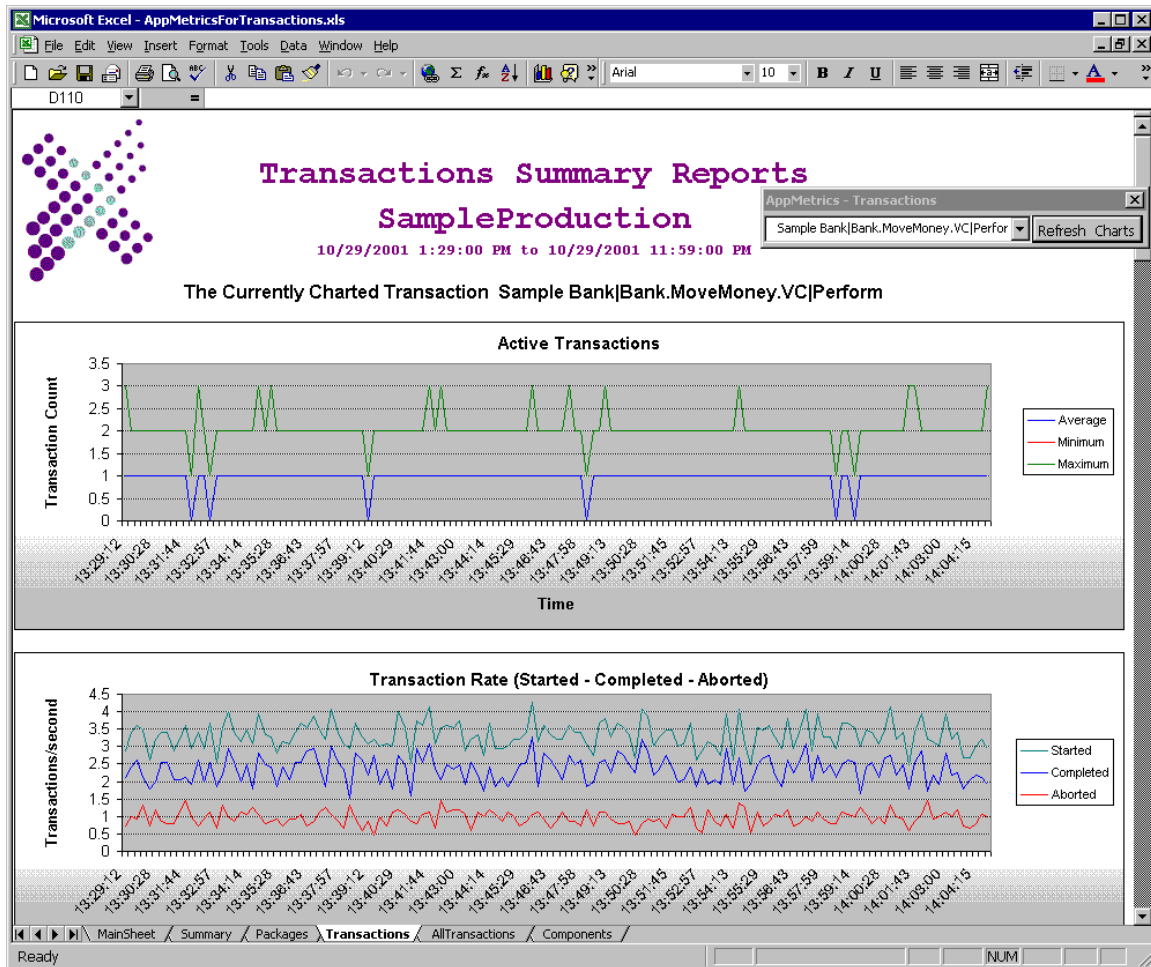 Microsoft Excel - AppMetricsForTransactions.xls
File Edit View Insert Format Tools Data Window Help
Arial 10 B I U
D110 =
Transactions Summary Reports
SampleProduction
10/29/2001 1:29:00 PM to 10/29/2001 11:59:00 PM
AppMetrics - Transactions
Sample Bank|Bank.MoveMoney.VC|Perfor
Refresh Charts
The Currently Charted Transaction Sample Bank|Bank.MoveMoney.VC|Perform
Active Transactions
Transaction Count
3.5
3
2.5
2
1.5
1
0.5
0
Average
Minimum
Maximum
13:29:12 13:30:28 13:31:44 13:32:57 13:34:14 13:35:28 13:36:43 13:37:57 13:39:12 13:40:29 13:41:44 13:43:00 13:44:14 13:45:29 13:46:43 13:47:58 13:49:13 13:50:28 13:51:45 13:52:57 13:54:13 13:55:29 13:56:43 13:57:59 13:59:14 14:00:28 14:01:43 14:03:00 14:04:15
Time
Transaction Rate (Started - Completed - Aborted)
Transactions/second
4.5
4
3.5
3
2.5
2
1.5
1
0.5
0
Started
Completed
Aborted
13:29:12 13:30:28 13:31:44 13:32:57 13:34:14 13:35:28 13:36:43 13:37:57 13:39:12 13:40:29 13:41:44 13:43:00 13:44:14 13:45:29 13:46:43 13:47:58 13:49:13 13:50:28 13:51:45 13:52:57 13:54:13 13:55:29 13:56:43 13:57:59 13:59:14 14:00:28 14:01:43 14:03:00 14:04:15
MainSheet Summary Packages Transactions AllTransactions Components
Ready NUM